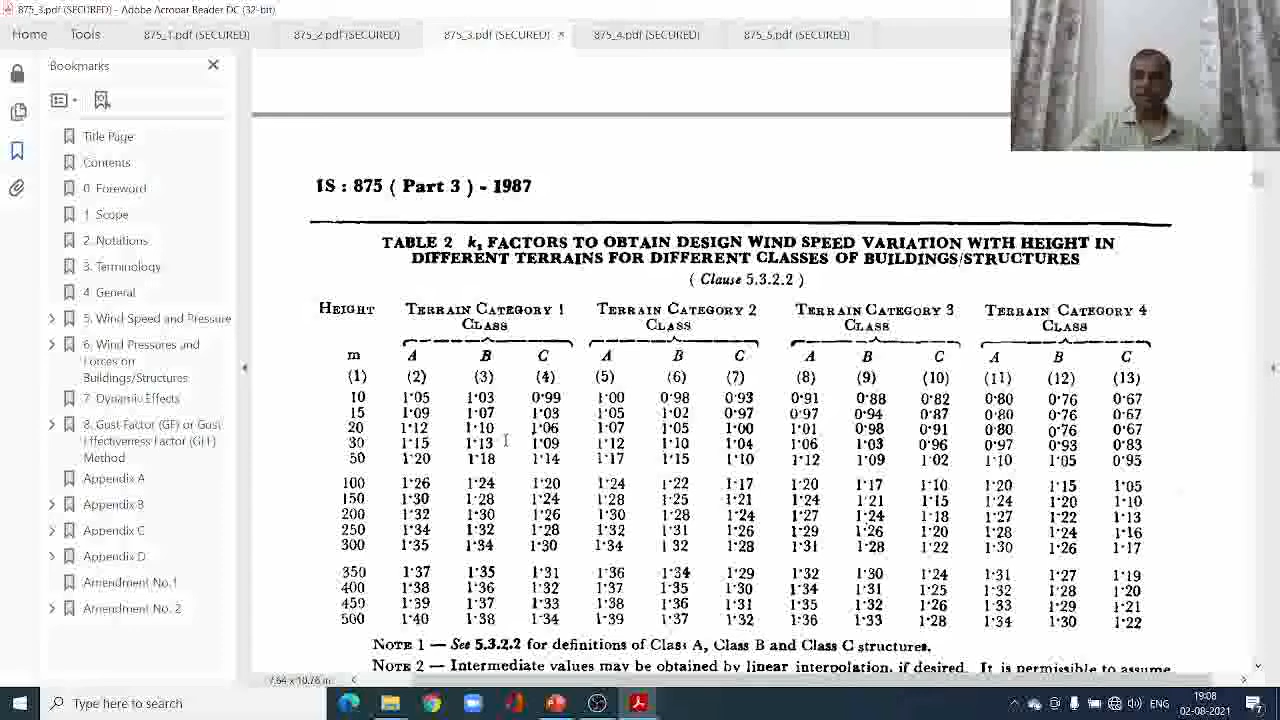 875_3.pdf (SECURED) - Adobe Acrobat Reader DC (32-bit)
Home Tools 875_1.pdf (SECURED) 875_2.pdf (SECURED) 875_3.pdf (SECURED) × 875_4.pdf (SECURED) 875_5.pdf (SECURED)
Bookmarks
Title Page
Contents
0. Foreword
1. Scope
2. Notations
3. Terminology
4. General
5. Wind Speed and Pressure
6. Wind Pressures and
Forces on
Buildings/Structures
7. Dynamic Effects
8. Gust Factor (GF) or Gust
Effectiveness Factor (GEF)
Method
Appendix A
Appendix B
Appendix C
Appendix D
Amendment No.1
Amendment No. 2
IS : 875 ( Part 3 ) - 1987
TABLE 2 k₂ FACTORS TO OBTAIN DESIGN WIND SPEED VARIATION WITH HEIGHT IN
DIFFERENT TERRAINS FOR DIFFERENT CLASSES OF BUILDINGS/STRUCTURES
( Clause 5.3.2.2 )
HEIGHT TERRAIN CATEGORY 1 TERRAIN CATEGORY 2 TERRAIN CATEGORY 3 TERRAIN CATEGORY 4
CLASS CLASS CLASS CLASS
m A B C A B C A B C A B C
(1) (2) (3) (4) (5) (6) (7) (8) (9) (10) (11) (12) (13)
10 1·05 1·03 0·99 1·00 0·98 0·93 0·91 0·88 0·82 0·80 0·76 0·67
15 1·09 1·07 1·03 1·05 1·02 0·97 0·97 0·94 0·87 0·80 0·76 0·67
20 1·12 1·10 1·06 1·07 1·05 1·00 1·01 0·98 0·91 0·80 0·76 0·67
30 1·15 1·13 1·09 1·12 1·10 1·04 1·06 1·03 0·96 0·97 0·93 0·83
50 1·20 1·18 1·14 1·17 1·15 1·10 1·12 1·09 1·02 1·10 1·05 0·95
100 1·26 1·24 1·20 1·24 1·22 1·17 1·20 1·17 1·10 1·20 1·15 1·05
150 1·30 1·28 1·24 1·28 1·25 1·21 1·24 1·21 1·15 1·24 1·20 1·10
200 1·32 1·30 1·26 1·30 1·28 1·24 1·27 1·24 1·18 1·27 1·22 1·13
250 1·34 1·32 1·28 1·32 1·31 1·26 1·29 1·26 1·20 1·28 1·24 1·16
300 1·35 1·34 1·30 1·34 1 32 1·28 1·31 1·28 1·22 1·30 1·26 1·17
350 1·37 1·35 1·31 1·36 1·34 1·29 1·32 1·30 1·24 1·31 1·27 1·19
400 1·38 1·36 1·32 1·37 1·35 1·30 1·34 1·31 1·25 1·32 1·28 1·20
450 1·39 1·37 1·33 1·38 1·36 1·31 1·35 1·32 1·26 1·33 1·29 1·21
500 1·40 1·38 1·34 1·39 1·37 1·32 1·36 1·33 1·28 1·34 1·30 1·22
NOTE 1 — See 5.3.2.2 for definitions of Class A, Class B and Class C structures.
NOTE 2 — Intermediate values may be obtained by linear interpolation, if desired. It is permissible to assume
7.64 x 10.76 in
Type here to search
ENG
19:08
02-08-2021